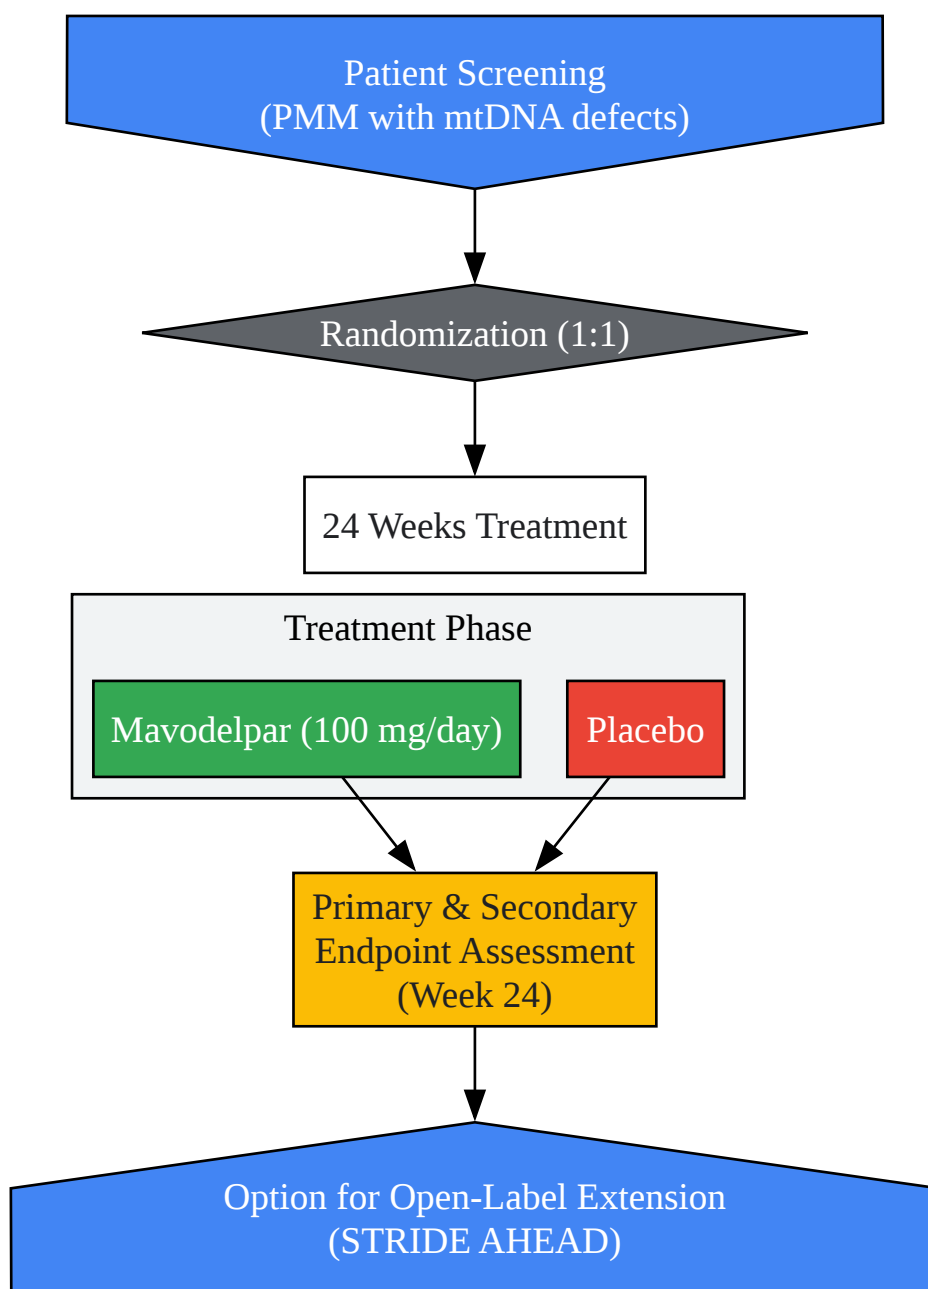 Patient Screening
(PMM with mtDNA defects)
Randomization (1:1)
24 Weeks Treatment
Treatment Phase
Mavodelpar (100 mg/day)
Placebo
Primary & Secondary
Endpoint Assessment
(Week 24)
Option for Open-Label Extension
(STRIDE AHEAD)